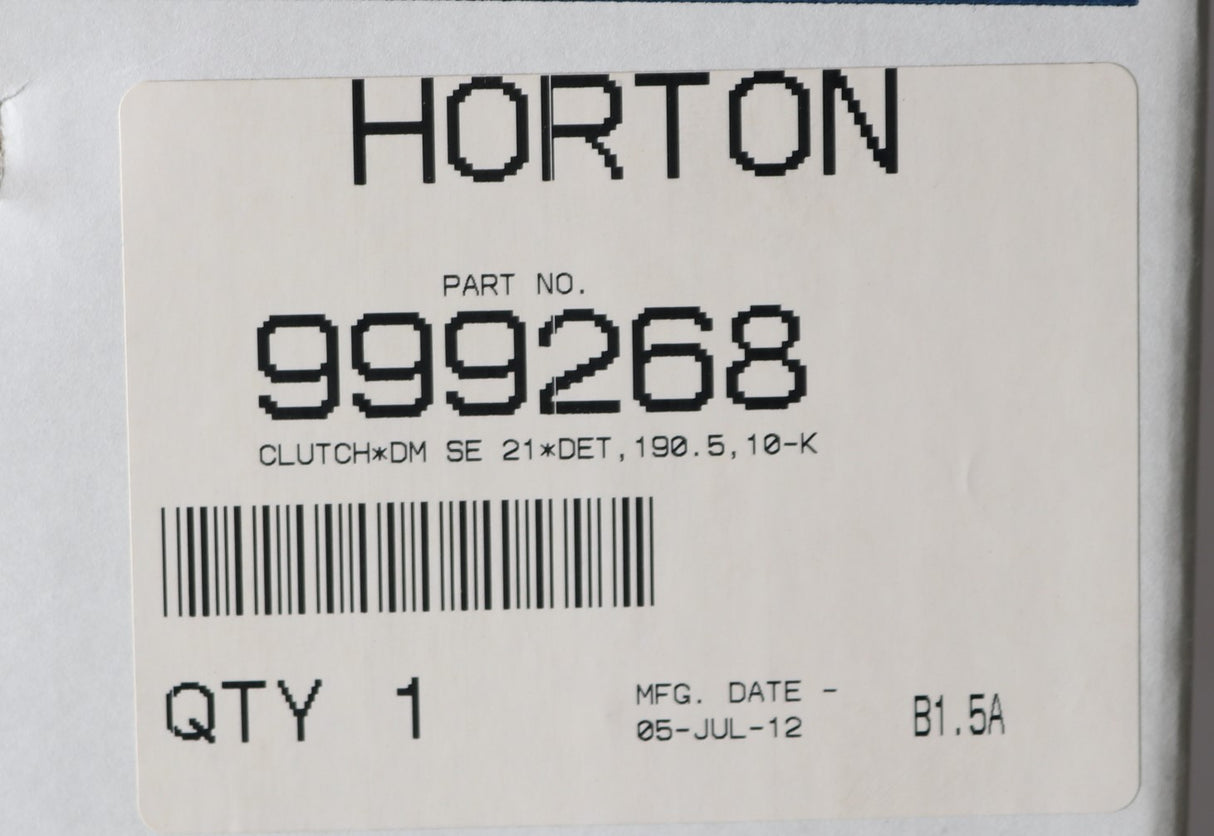 HORTON
PART NO.
999268
CLUTCH*DM SE 21*DET,190.5,10-K
QTY 1
MFG. DATE -
05-JUL-12
B1.5A